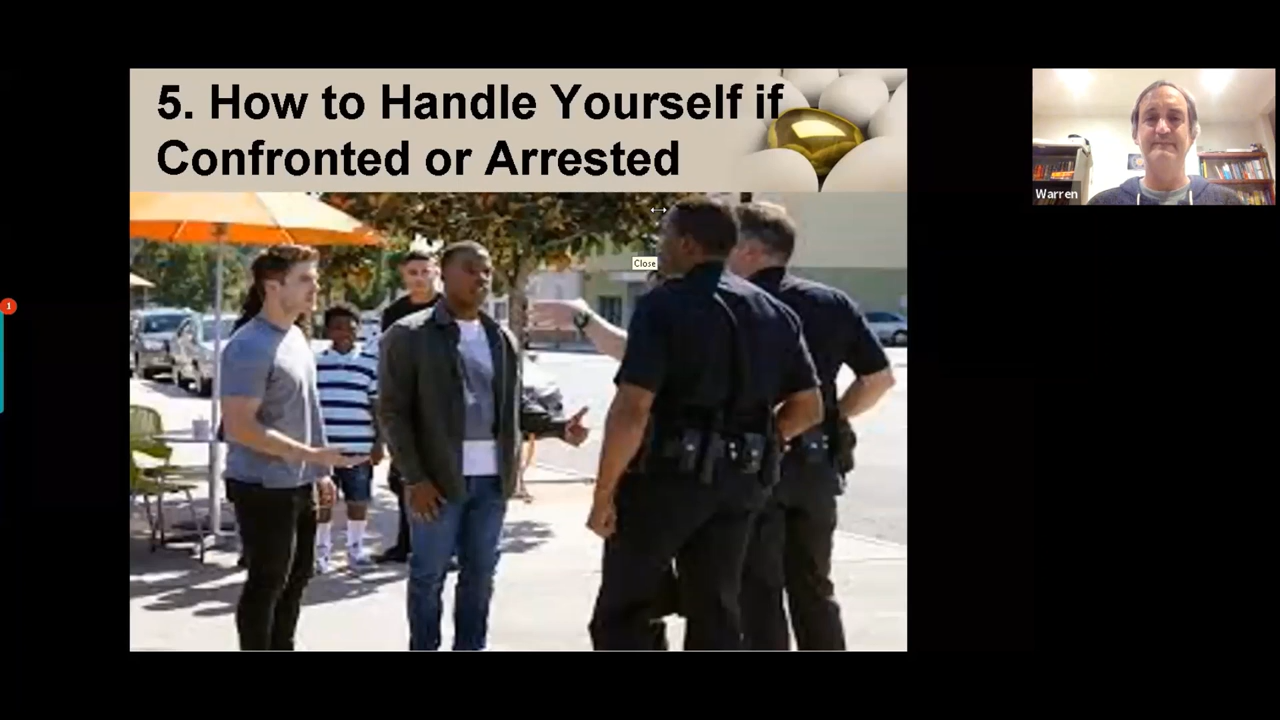 5. How to Handle Yourself if
Confronted or Arrested
Close
Warren
1